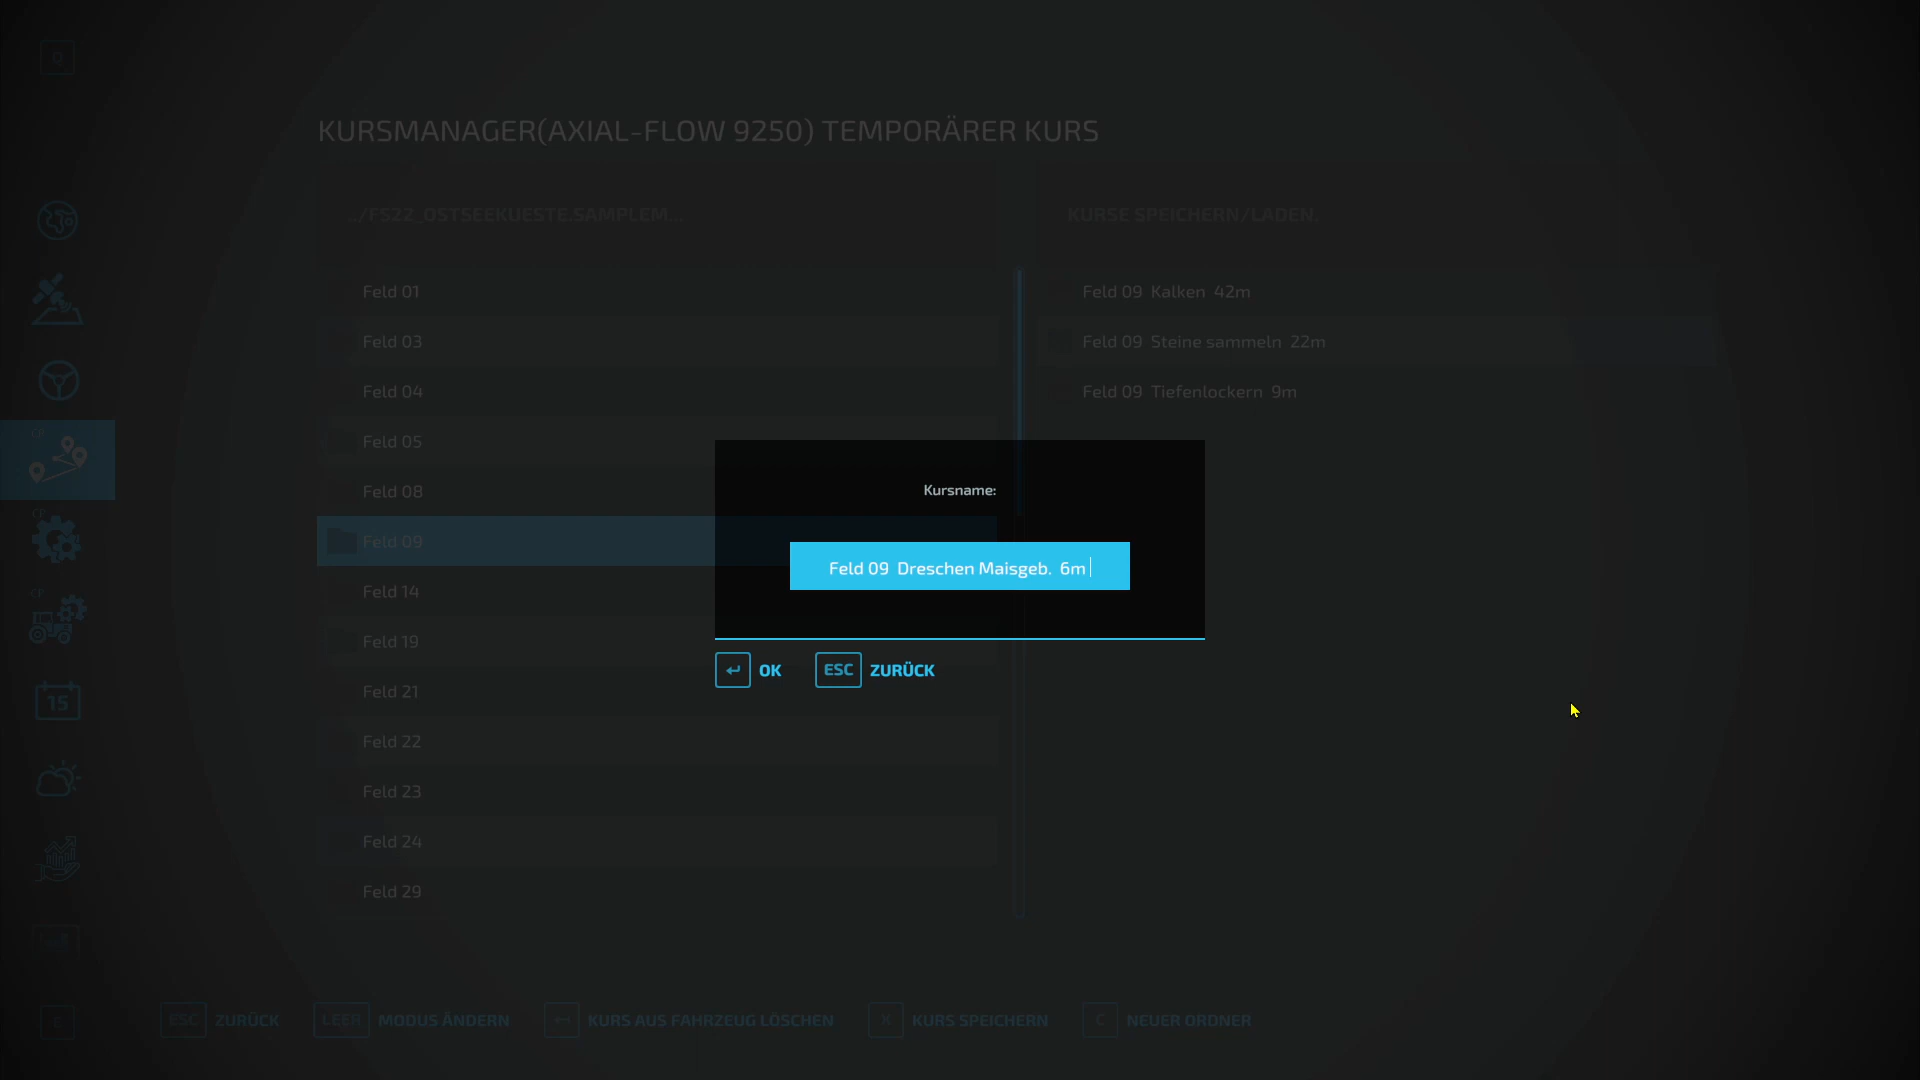 Q
KURSMANAGER(AXIAL-FLOW 9250) TEMPORÄRER KURS
../FS22_OSTSEEKUESTE.SAMPLEM...
KURSE SPEICHERN/LADEN.
Feld 01
Feld 03
Feld 04
Feld 05
Feld 08
Feld 09
Feld 14
Feld 19
Feld 21
Feld 22
Feld 23
Feld 24
Feld 29
Feld 09 Kalken 42m
Feld 09 Steine sammeln 22m
Feld 09 Tiefenlockern 9m
CP
CP
CP
15
Kursname:
Feld 09 Dreschen Maisgeb. 6m
OK
ESC ZURÜCK
E
ESC ZURÜCK LEER MODUS ÄNDERN KURS AUS FAHRZEUG LÖSCHEN X KURS SPEICHERN C NEUER ORDNER